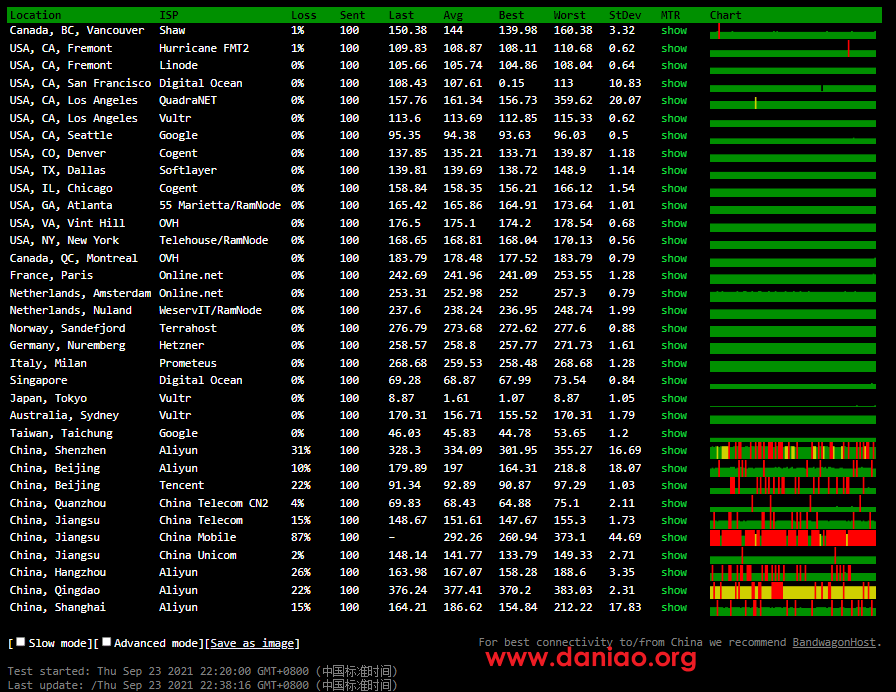 Location ISP Loss Sent Last Avg Best Worst StDev MTR Chart
Canada, BC, Vancouver Shaw 1% 100 150.38 144 139.98 160.38 3.32 show
USA, CA, Fremont Hurricane FMT2 1% 100 109.83 108.87 108.11 110.68 0.62 show
USA, CA, Fremont Linode 0% 100 105.66 105.74 104.86 108.04 0.64 show
USA, CA, San Francisco Digital Ocean 0% 100 108.43 107.61 0.15 113 10.83 show
USA, CA, Los Angeles QuadraNET 0% 100 157.76 161.34 156.73 359.62 20.07 show
USA, CA, Los Angeles Vultr 0% 100 113.6 113.69 112.85 115.33 0.62 show
USA, CA, Seattle Google 0% 100 95.35 94.38 93.63 96.03 0.5 show
USA, CO, Denver Cogent 0% 100 137.85 135.21 133.71 139.87 1.18 show
USA, TX, Dallas Softlayer 0% 100 139.81 139.69 138.72 148.9 1.14 show
USA, IL, Chicago Cogent 0% 100 158.84 158.35 156.21 166.12 1.54 show
USA, GA, Atlanta 55 Marietta/RamNode 0% 100 165.42 165.86 164.91 173.64 1.01 show
USA, VA, Vint Hill OVH 0% 100 176.5 175.1 174.2 178.54 0.68 show
USA, NY, New York Telehouse/RamNode 0% 100 168.65 168.81 168.04 170.13 0.56 show
Canada, QC, Montreal OVH 0% 100 183.79 178.48 177.52 183.79 0.79 show
France, Paris Online.net 0% 100 242.69 241.96 241.09 253.55 1.28 show
Netherlands, Amsterdam Online.net 0% 100 253.31 252.98 252 257.3 0.79 show
Netherlands, Nuland WeservIT/RamNode 0% 100 237.6 238.24 236.95 248.74 1.99 show
Norway, Sandefjord Terrahost 0% 100 276.79 273.68 272.62 277.6 0.88 show
Germany, Nuremberg Hetzner 0% 100 258.57 258.8 257.77 271.73 1.61 show
Italy, Milan Prometeus 0% 100 268.68 259.53 258.48 268.68 1.28 show
Singapore Digital Ocean 0% 100 69.28 68.87 67.99 73.54 0.84 show
Japan, Tokyo Vultr 0% 100 8.87 1.61 1.07 8.87 1.05 show
Australia, Sydney Vultr 0% 100 170.31 156.71 155.52 170.31 1.79 show
Taiwan, Taichung Google 0% 100 46.03 45.83 44.78 53.65 1.2 show
China, Shenzhen Aliyun 31% 100 328.3 334.09 301.95 355.27 16.69 show
China, Beijing Aliyun 10% 100 179.89 197 164.31 218.8 18.07 show
China, Beijing Tencent 22% 100 91.34 92.89 90.87 97.29 1.03 show
China, Quanzhou China Telecom CN2 4% 100 69.83 68.43 64.88 75.1 2.11 show
China, Jiangsu China Telecom 15% 100 148.67 151.61 147.67 155.3 1.73 show
China, Jiangsu China Mobile 87% 100 – 292.26 260.94 373.1 44.69 show
China, Jiangsu China Unicom 2% 100 148.14 141.77 133.79 149.33 2.71 show
China, Hangzhou Aliyun 26% 100 163.98 167.07 158.28 188.6 3.35 show
China, Qingdao Aliyun 22% 100 376.24 377.41 370.2 383.03 2.31 show
China, Shanghai Aliyun 15% 100 164.21 186.62 154.84 212.22 17.83 show
[ Slow mode][ Advanced mode][Save as image]
For best connectivity to/from China we recommend BandwagonHost.
www.daniao.org
Test started: Thu Sep 23 2021 22:20:00 GMT+0800 (中国标准时间)
Last update: /Thu Sep 23 2021 22:38:16 GMT+0800 (中国标准时间)